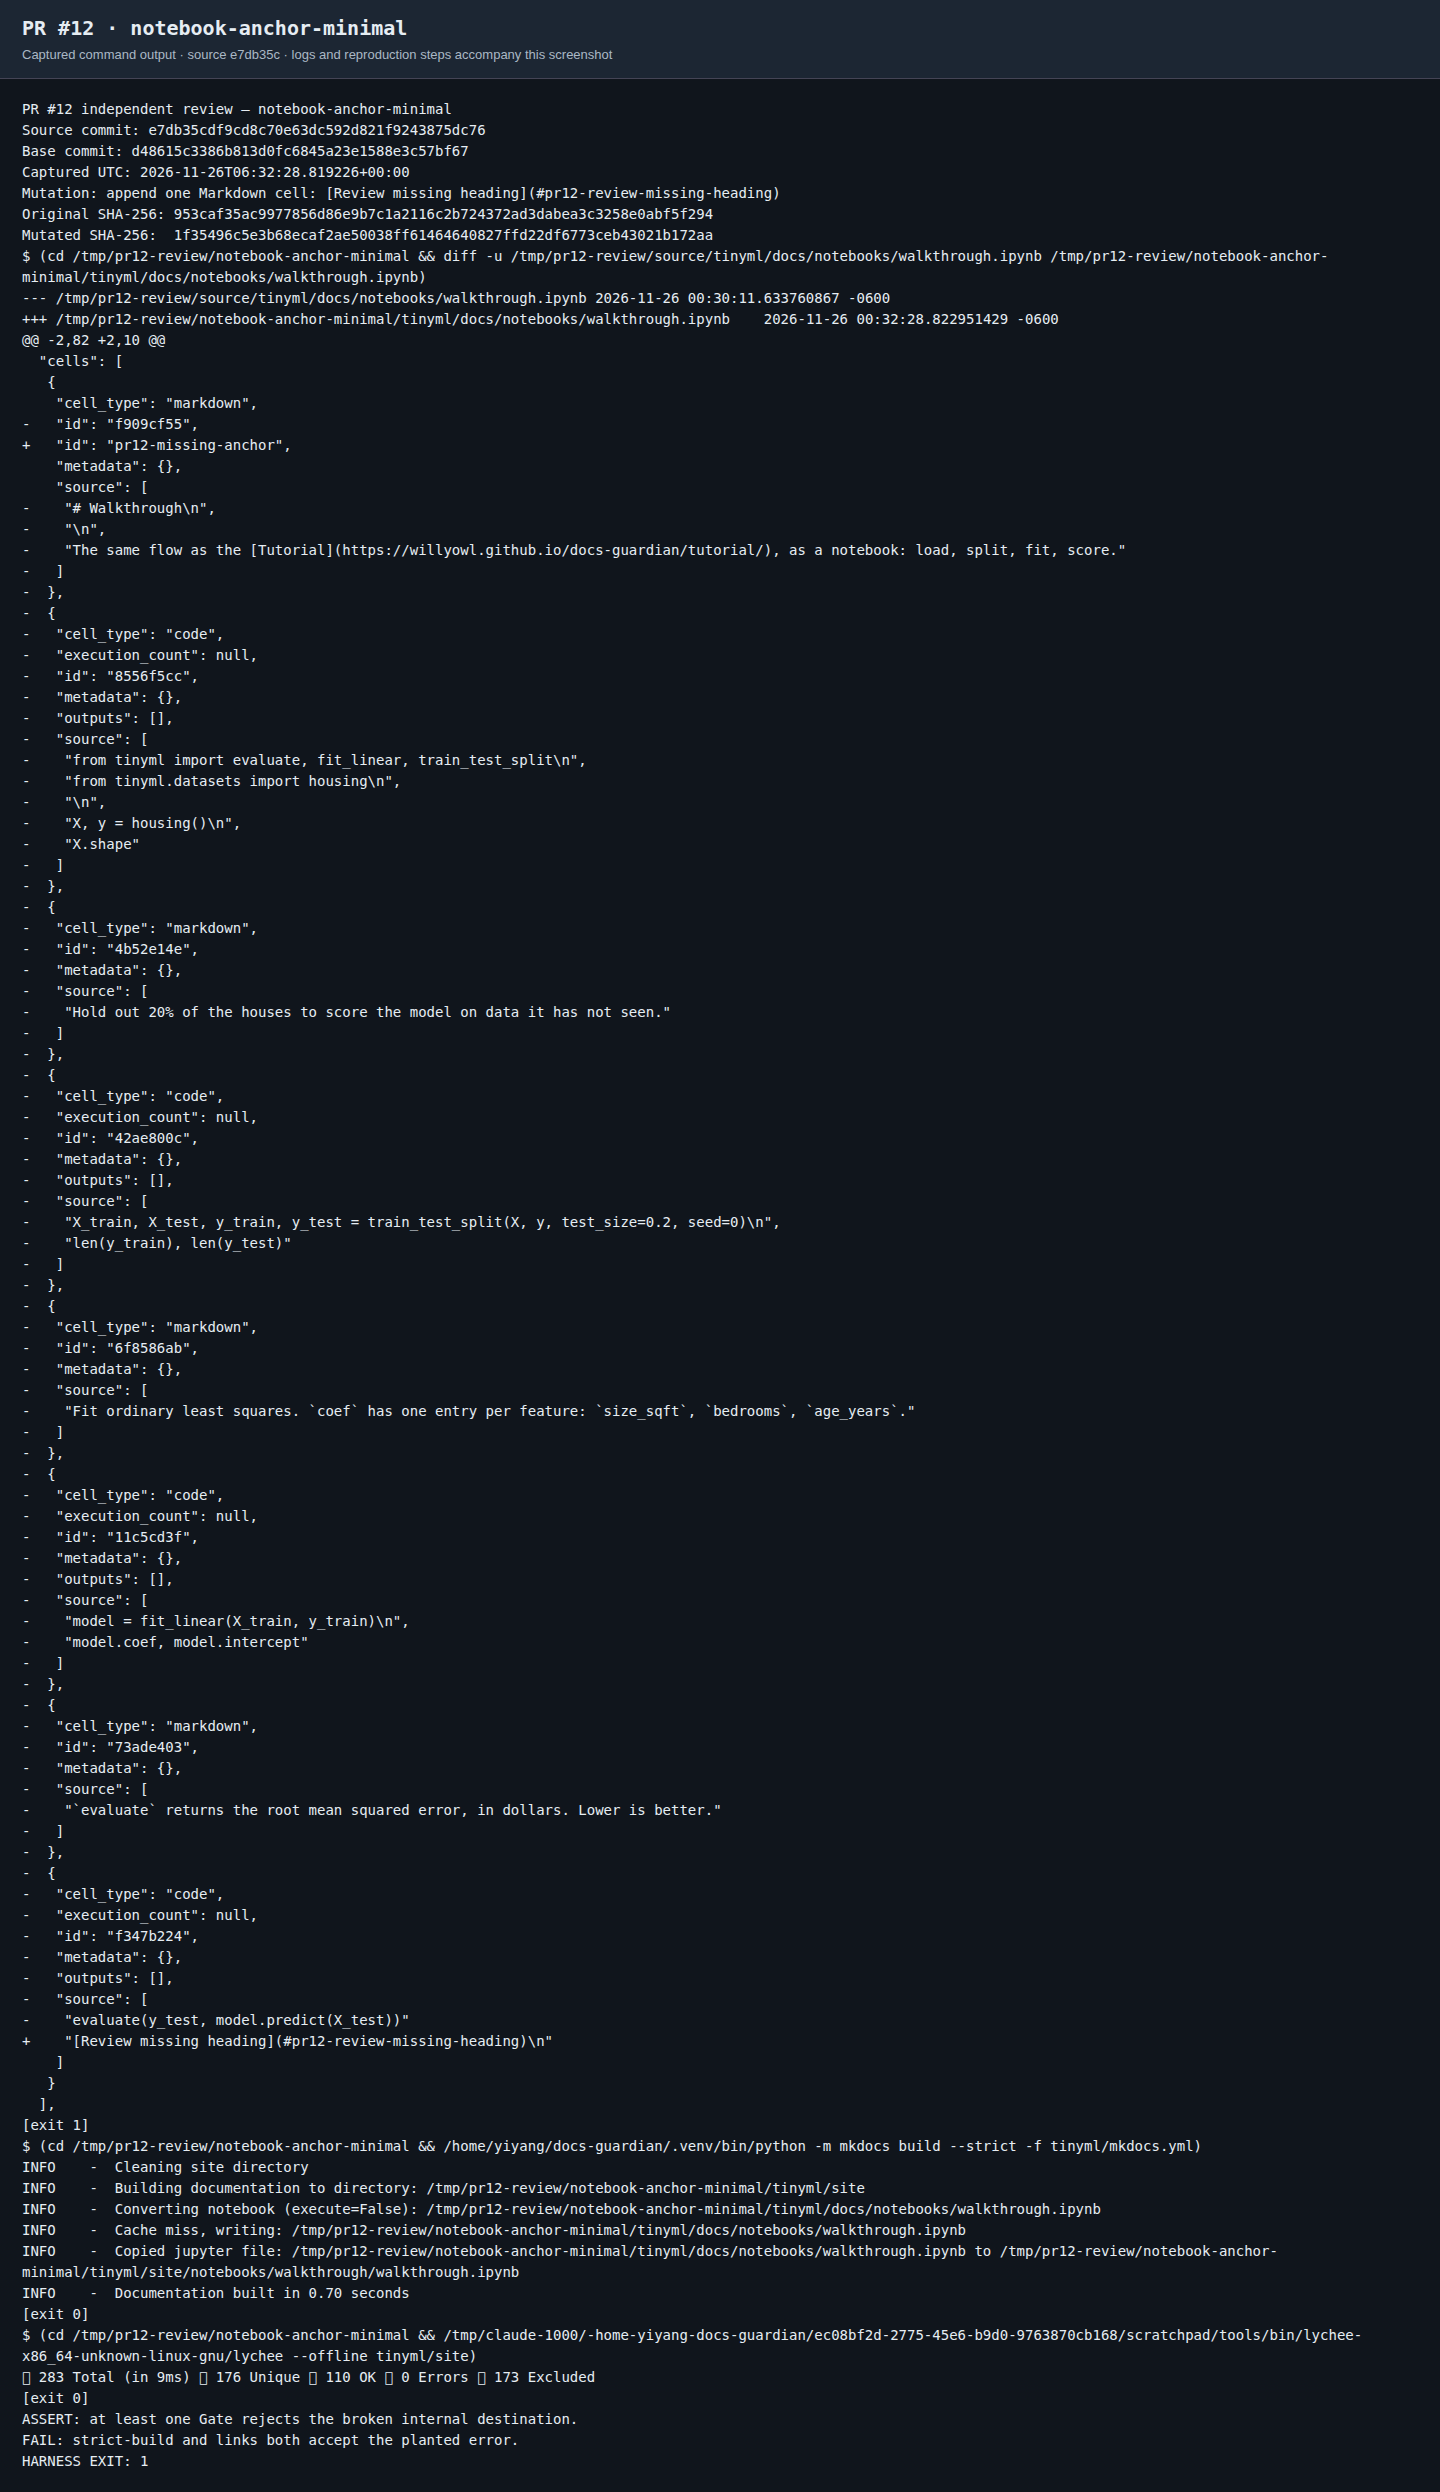 PR #12 · notebook-anchor-minimal
Captured command output · source e7db35c · logs and reproduction steps accompany this screenshot
PR #12 independent review — notebook-anchor-minimal
Source commit: e7db35cdf9cd8c70e63dc592d821f9243875dc76
Base commit: d48615c3386b813d0fc6845a23e1588e3c57bf67
Captured UTC: 2026-11-26T06:32:28.819226+00:00
Mutation: append one Markdown cell: [Review missing heading](#pr12-review-missing-heading)
Original SHA-256: 953caf35ac9977856d86e9b7c1a2116c2b724372ad3dabea3c3258e0abf5f294
Mutated SHA-256:  1f35496c5e3b68ecaf2ae50038ff61464640827ffd22df6773ceb43021b172aa
$ (cd /tmp/pr12-review/notebook-anchor-minimal && diff -u /tmp/pr12-review/source/tinyml/docs/notebooks/walkthrough.ipynb /tmp/pr12-review/notebook-anchor-
minimal/tinyml/docs/notebooks/walkthrough.ipynb)
--- /tmp/pr12-review/source/tinyml/docs/notebooks/walkthrough.ipynb 2026-11-26 00:30:11.633760867 -0600
+++ /tmp/pr12-review/notebook-anchor-minimal/tinyml/docs/notebooks/walkthrough.ipynb    2026-11-26 00:32:28.822951429 -0600
@@ -2,82 +2,10 @@
  "cells": [
   {
    "cell_type": "markdown",
-   "id": "f909cf55",
+   "id": "pr12-missing-anchor",
    "metadata": {},
    "source": [
-    "# Walkthrough\n",
-    "\n",
-    "The same flow as the [Tutorial](https://willyowl.github.io/docs-guardian/tutorial/), as a notebook: load, split, fit, score."
-   ]
-  },
-  {
-   "cell_type": "code",
-   "execution_count": null,
-   "id": "8556f5cc",
-   "metadata": {},
-   "outputs": [],
-   "source": [
-    "from tinyml import evaluate, fit_linear, train_test_split\n",
-    "from tinyml.datasets import housing\n",
-    "\n",
-    "X, y = housing()\n",
-    "X.shape"
-   ]
-  },
-  {
-   "cell_type": "markdown",
-   "id": "4b52e14e",
-   "metadata": {},
-   "source": [
-    "Hold out 20% of the houses to score the model on data it has not seen."
-   ]
-  },
-  {
-   "cell_type": "code",
-   "execution_count": null,
-   "id": "42ae800c",
-   "metadata": {},
-   "outputs": [],
-   "source": [
-    "X_train, X_test, y_train, y_test = train_test_split(X, y, test_size=0.2, seed=0)\n",
-    "len(y_train), len(y_test)"
-   ]
-  },
-  {
-   "cell_type": "markdown",
-   "id": "6f8586ab",
-   "metadata": {},
-   "source": [
-    "Fit ordinary least squares. `coef` has one entry per feature: `size_sqft`, `bedrooms`, `age_years`."
-   ]
-  },
-  {
-   "cell_type": "code",
-   "execution_count": null,
-   "id": "11c5cd3f",
-   "metadata": {},
-   "outputs": [],
-   "source": [
-    "model = fit_linear(X_train, y_train)\n",
-    "model.coef, model.intercept"
-   ]
-  },
-  {
-   "cell_type": "markdown",
-   "id": "73ade403",
-   "metadata": {},
-   "source": [
-    "`evaluate` returns the root mean squared error, in dollars. Lower is better."
-   ]
-  },
-  {
-   "cell_type": "code",
-   "execution_count": null,
-   "id": "f347b224",
-   "metadata": {},
-   "outputs": [],
-   "source": [
-    "evaluate(y_test, model.predict(X_test))"
+    "[Review missing heading](#pr12-review-missing-heading)\n"
    ]
   }
  ],
[exit 1]
$ (cd /tmp/pr12-review/notebook-anchor-minimal && /home/yiyang/docs-guardian/.venv/bin/python -m mkdocs build --strict -f tinyml/mkdocs.yml)
INFO    -  Cleaning site directory
INFO    -  Building documentation to directory: /tmp/pr12-review/notebook-anchor-minimal/tinyml/site
INFO    -  Converting notebook (execute=False): /tmp/pr12-review/notebook-anchor-minimal/tinyml/docs/notebooks/walkthrough.ipynb
INFO    -  Cache miss, writing: /tmp/pr12-review/notebook-anchor-minimal/tinyml/docs/notebooks/walkthrough.ipynb
INFO    -  Copied jupyter file: /tmp/pr12-review/notebook-anchor-minimal/tinyml/docs/notebooks/walkthrough.ipynb to /tmp/pr12-review/notebook-anchor-
minimal/tinyml/site/notebooks/walkthrough/walkthrough.ipynb
INFO    -  Documentation built in 0.70 seconds
[exit 0]
$ (cd /tmp/pr12-review/notebook-anchor-minimal && /tmp/claude-1000/-home-yiyang-docs-guardian/ec08bf2d-2775-45e6-b9d0-9763870cb168/scratchpad/tools/bin/lychee-
x86_64-unknown-linux-gnu/lychee --offline tinyml/site)
283 Total (in 9ms) 176 Unique 110 OK 0 Errors 173 Excluded
[exit 0]
ASSERT: at least one Gate rejects the broken internal destination.
FAIL: strict-build and links both accept the planted error.
HARNESS EXIT: 1